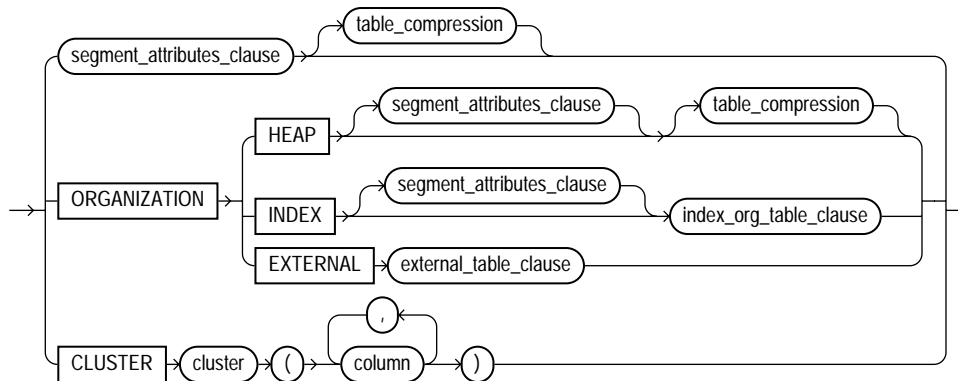 table_compression
segment_attributes_clause
segment_attributes_clause table_compression
HEAP
segment_attributes_clause
ORGANIZATION INDEX index_org_table_clause
EXTERNAL external_table_clause
,
CLUSTER cluster ( column )